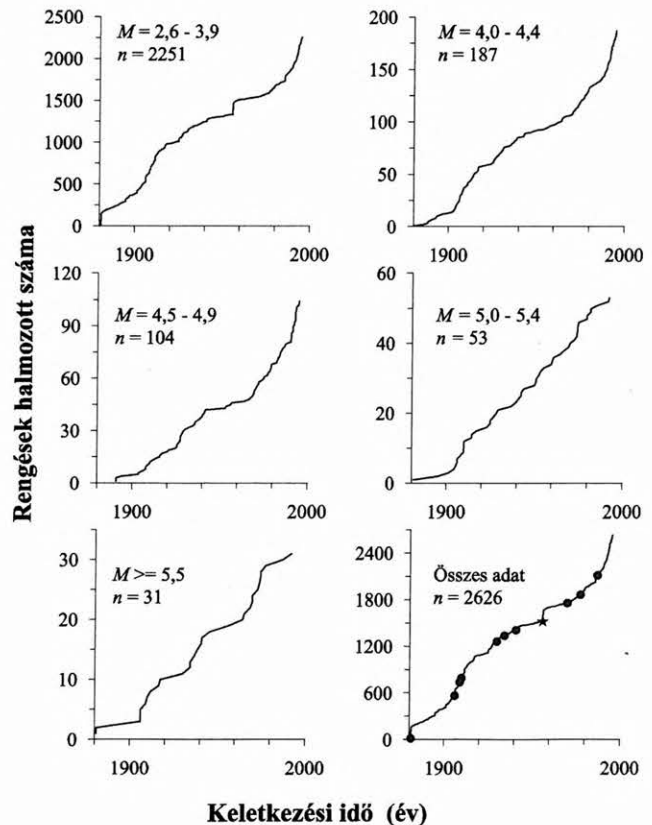 Rengések halmozott száma
2500
2000
1500
1000
500
0
M = 2,6 - 3,9
n = 2251
1900
2000
200
150
100
50
0
M = 4,0 - 4,4
n = 187
1900
2000
120
90
60
30
0
M = 4,5 - 4,9
n = 104
1900
2000
60
40
20
0
M = 5,0 - 5,4
n = 53
1900
2000
30
20
10
0
M >= 5,5
n = 31
1900
2000
2400
1800
1200
600
0
Összes adat
n = 2626
1900
2000
Keletkezési idő (év)